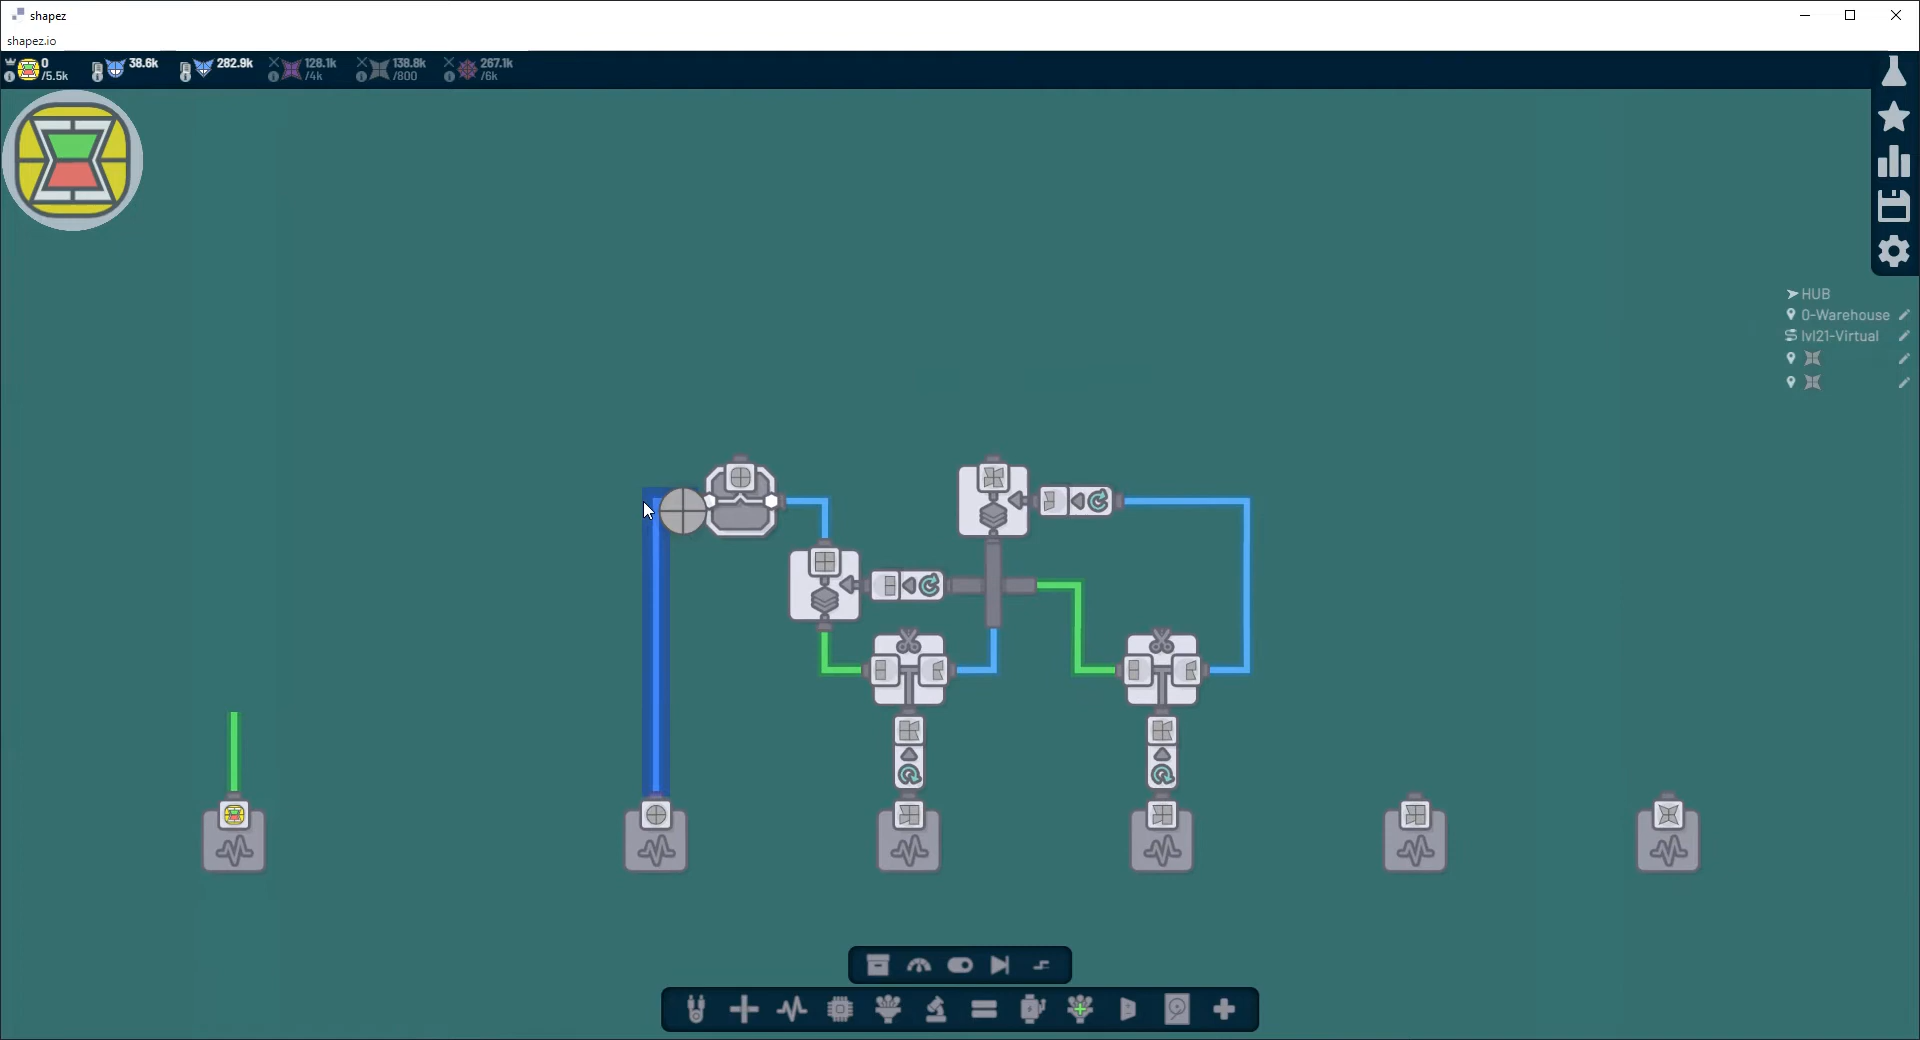 shapez
shapez.io
0
/5.5k
38.6k
282.9k
128.1k
/4k
138.8k
/800
267.1k
/6k
HUB
0-Warehouse
lvl21-Virtual